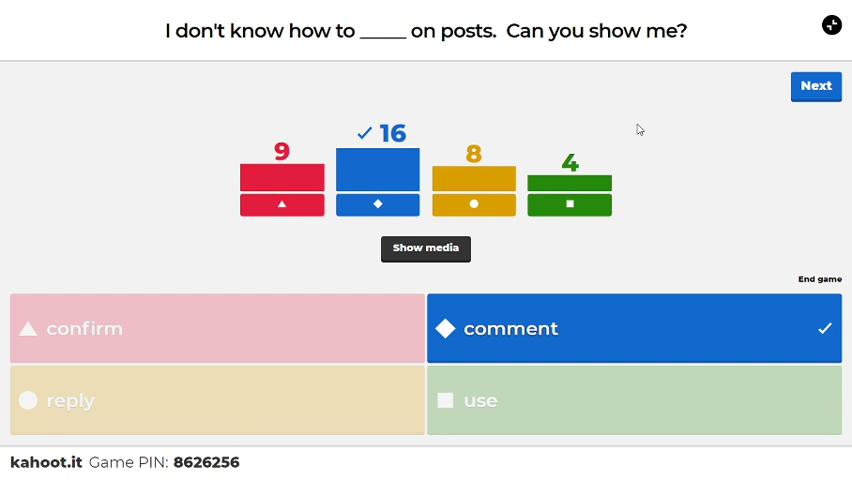 I don't know how to _____ on posts. Can you show me?
Next
9
16
8
4
Show media
End game
confirm
comment
reply
use
kahoot.it Game PIN: 8626256